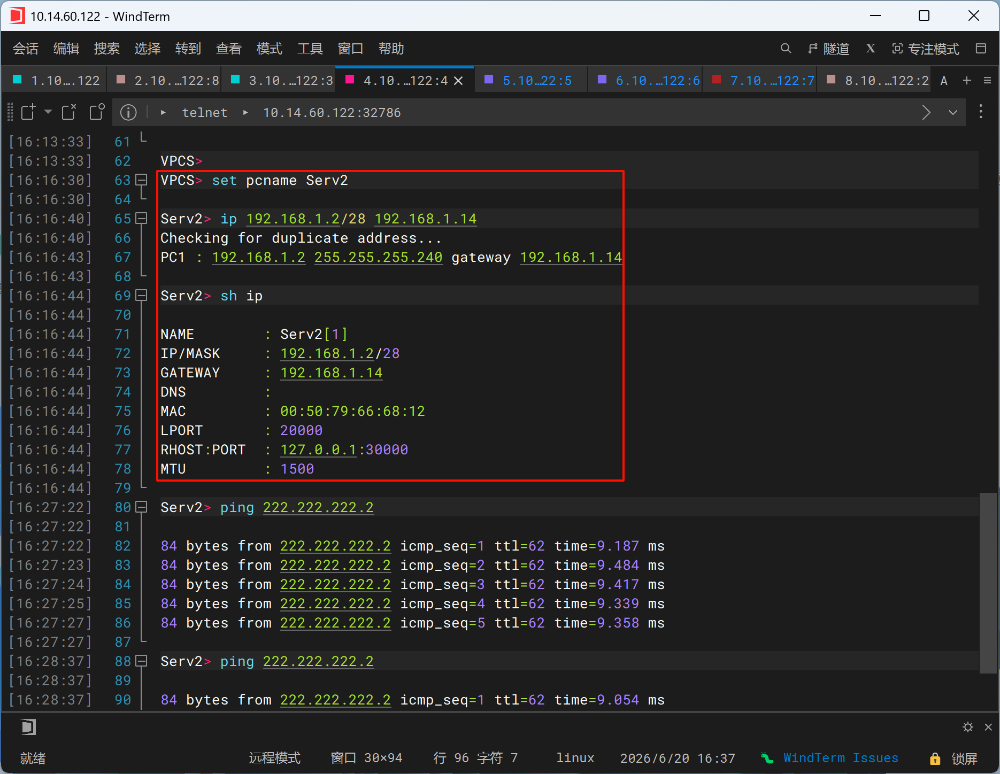 10.14.60.122 - WindTerm
会话 编辑 搜索 选择 转到 查看 模式 工具 窗口 帮助 隧道 X 专注模式
1.10....122 2.10....122:8 3.10....122:3 4.10....122:4 5.10...22:5 6.10....122:6 7.10....122:7 8.10....122:2 A
telnet 10.14.60.122:32786
[16:13:33] 61
[16:13:33] 62 VPCS>
[16:16:30] 63 VPCS> set pcname Serv2
[16:16:30] 64
[16:16:40] 65 Serv2> ip 192.168.1.2/28 192.168.1.14
[16:16:40] 66 Checking for duplicate address...
[16:16:43] 67 PC1 : 192.168.1.2 255.255.255.240 gateway 192.168.1.14
[16:16:43] 68
[16:16:44] 69 Serv2> sh ip
[16:16:44] 70
[16:16:44] 71 NAME : Serv2[1]
[16:16:44] 72 IP/MASK : 192.168.1.2/28
[16:16:44] 73 GATEWAY : 192.168.1.14
[16:16:44] 74 DNS :
[16:16:44] 75 MAC : 00:50:79:66:68:12
[16:16:44] 76 LPORT : 20000
[16:16:44] 77 RHOST:PORT : 127.0.0.1:30000
[16:16:44] 78 MTU : 1500
[16:16:44] 79
[16:27:22] 80 Serv2> ping 222.222.222.2
[16:27:22] 81
[16:27:22] 82 84 bytes from 222.222.222.2 icmp_seq=1 ttl=62 time=9.187 ms
[16:27:23] 83 84 bytes from 222.222.222.2 icmp_seq=2 ttl=62 time=9.484 ms
[16:27:24] 84 84 bytes from 222.222.222.2 icmp_seq=3 ttl=62 time=9.417 ms
[16:27:25] 85 84 bytes from 222.222.222.2 icmp_seq=4 ttl=62 time=9.339 ms
[16:27:27] 86 84 bytes from 222.222.222.2 icmp_seq=5 ttl=62 time=9.358 ms
[16:27:27] 87
[16:28:37] 88 Serv2> ping 222.222.222.2
[16:28:37] 89
[16:28:37] 90 84 bytes from 222.222.222.2 icmp_seq=1 ttl=62 time=9.054 ms
就绪 远程模式 窗口 30×94 行 96 字符 7 linux 2026/6/20 16:37 WindTerm Issues 锁屏